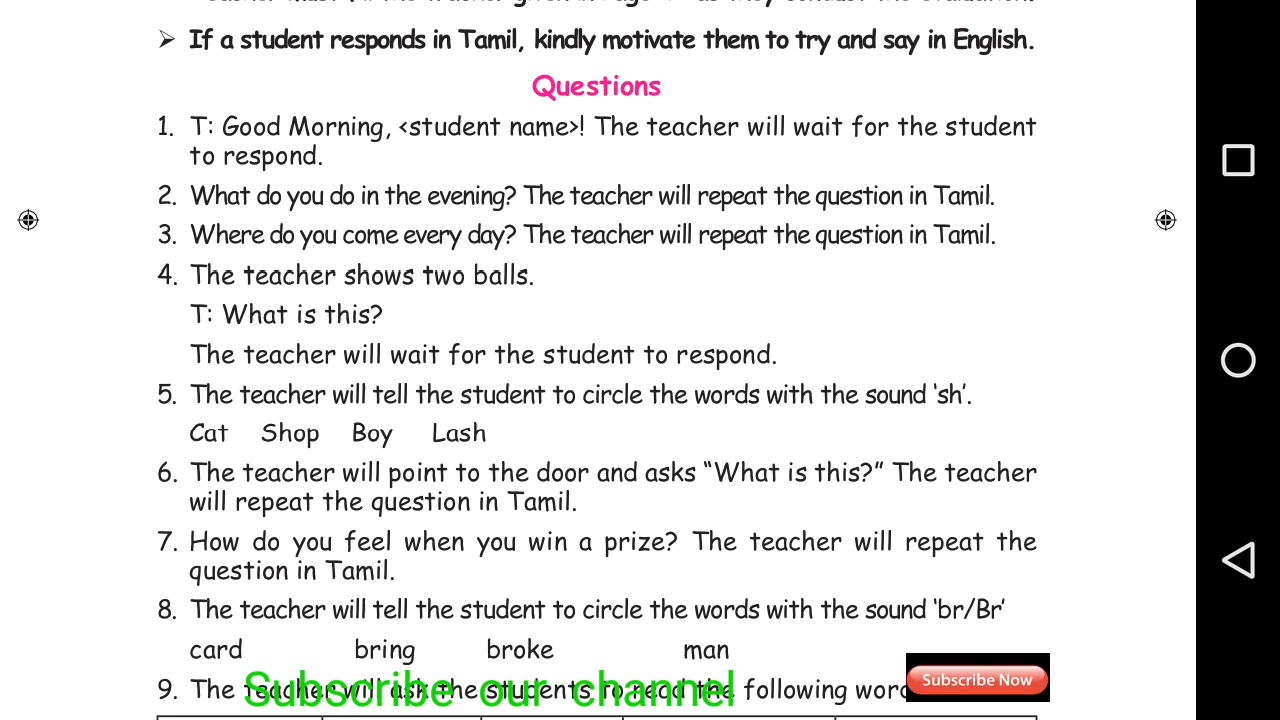 ➢ If a student responds in Tamil, kindly motivate them to try and say in English.
Questions
1. T: Good Morning, <student name>! The teacher will wait for the student
to respond.
2. What do you do in the evening? The teacher will repeat the question in Tamil.
3. Where do you come every day? The teacher will repeat the question in Tamil.
4. The teacher shows two balls.
T: What is this?
The teacher will wait for the student to respond.
5. The teacher will tell the student to circle the words with the sound ‘sh’.
Cat Shop Boy Lash
6. The teacher will point to the door and asks “What is this?” The teacher
will repeat the question in Tamil.
7. How do you feel when you win a prize? The teacher will repeat the
question in Tamil.
8. The teacher will tell the student to circle the words with the sound ‘br/Br’
card bring broke man
9. The teacher will ask the students to read the following
Subscribe our channel
Subscribe Now